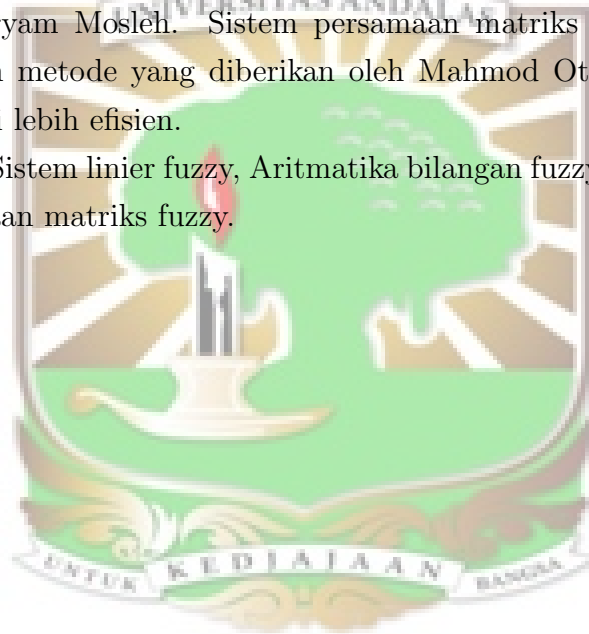 UNIVERSITAS ANDALAS
yam Mosleh. Sistem persamaan matriks
metode yang diberikan oleh Mahmod Ot
lebih efisien.
Sistem linier fuzzy, Aritmatika bilangan fuzzy
an matriks fuzzy.
UNTUK KEDJAJAAN BANGSA